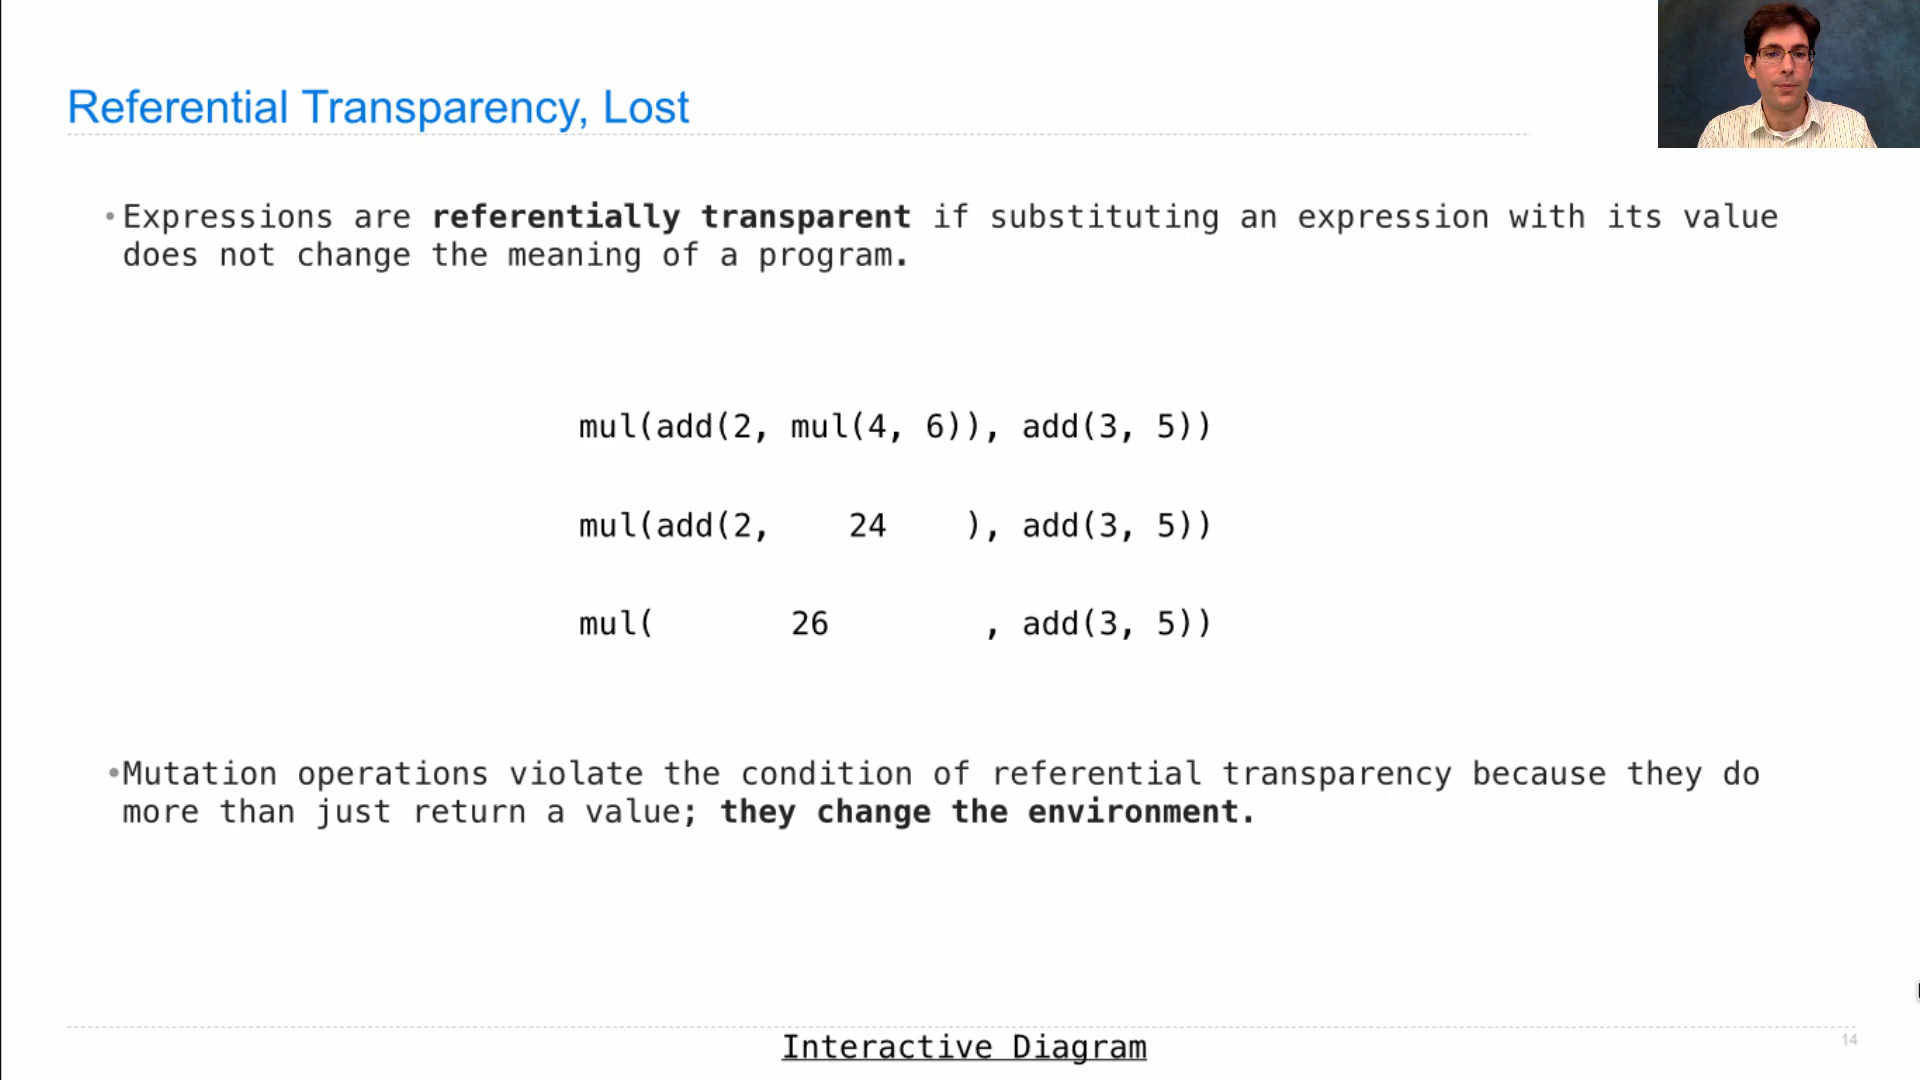 Referential Transparency, Lost
•Expressions are referentially transparent if substituting an expression with its value
does not change the meaning of a program.
mul(add(2, mul(4, 6)), add(3, 5))
mul(add(2,    24    ), add(3, 5))
mul(       26        , add(3, 5))
•Mutation operations violate the condition of referential transparency because they do
more than just return a value; they change the environment.
Interactive Diagram
14